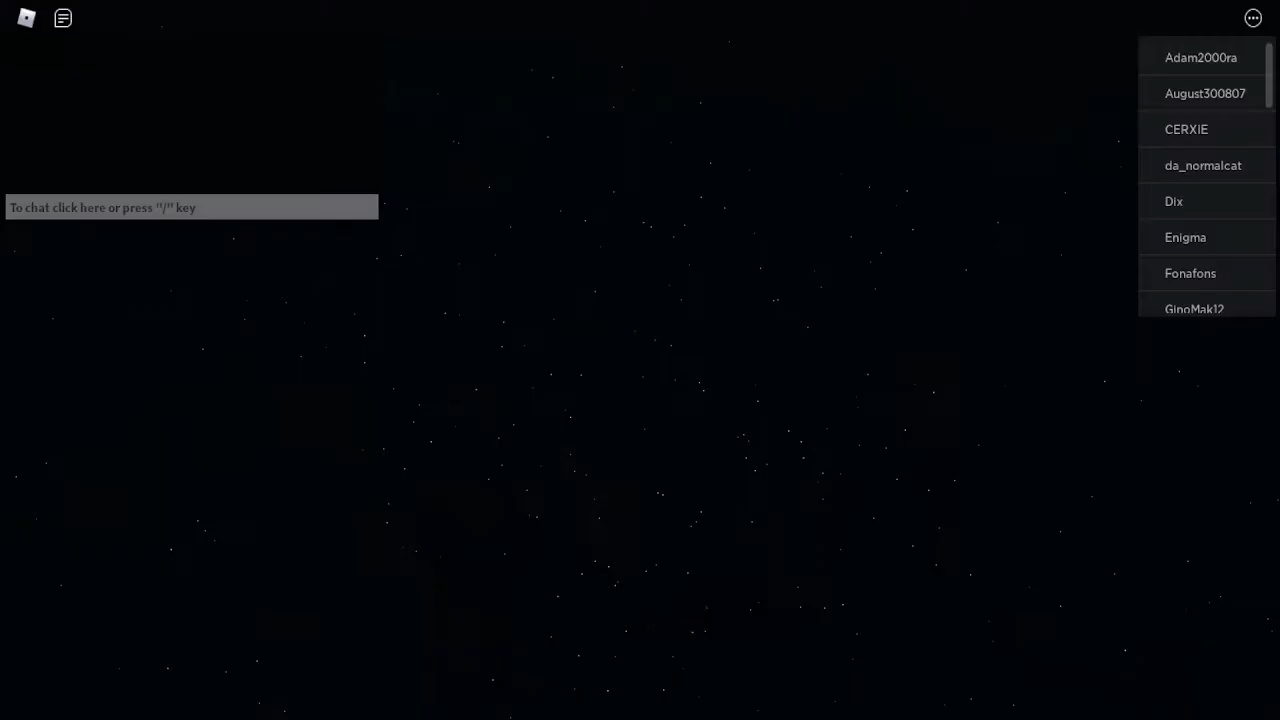 To chat click here or press "/" key
Adam2000ra
August300807
CERXIE
da_normalcat
Dix
Enigma
Fonafons
GinoMak12